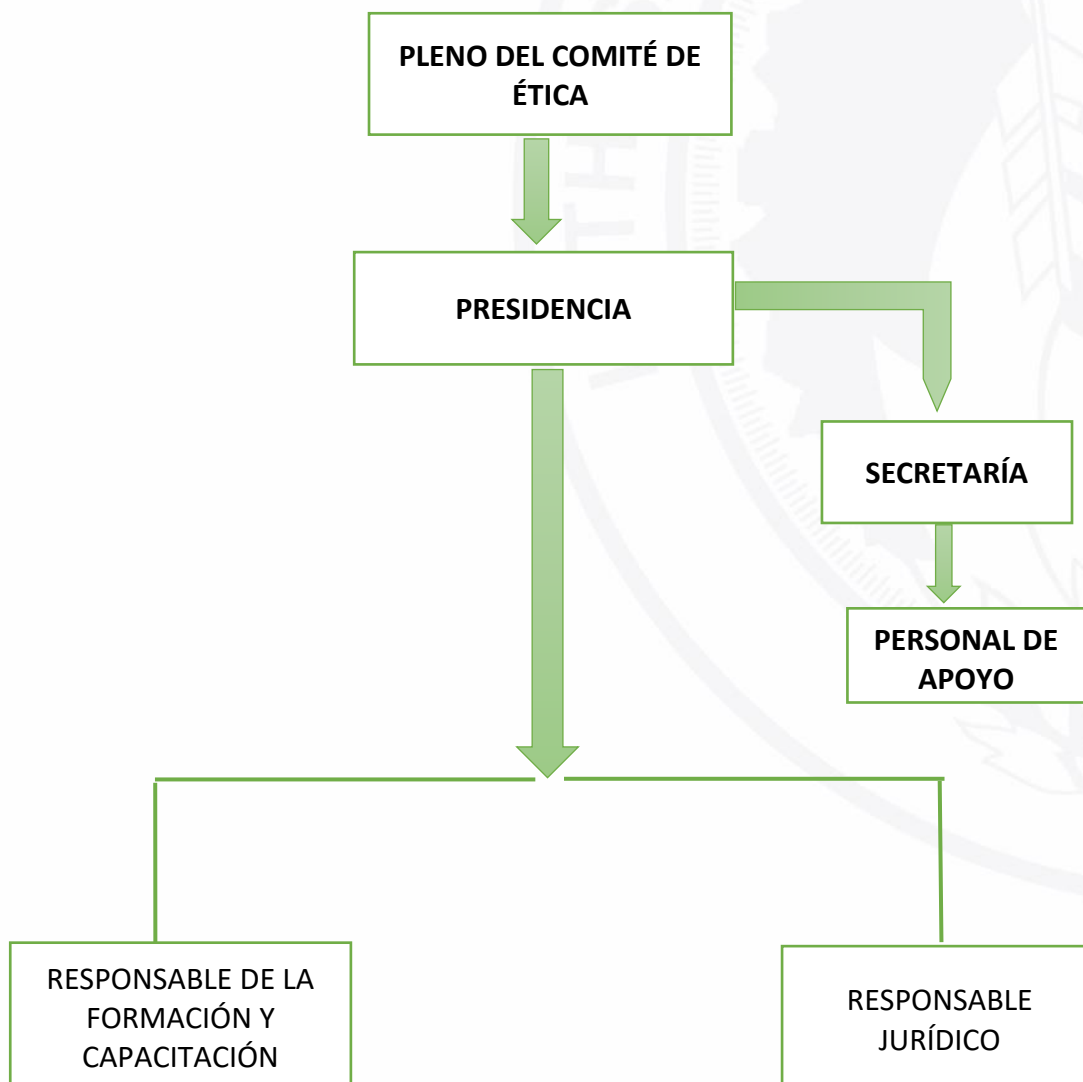 PLENO DEL COMITÉ DE
ÉTICA
PRESIDENCIA
SECRETARÍA
PERSONAL DE
APOYO
RESPONSABLE DE LA
FORMACIÓN Y
CAPACITACIÓN
RESPONSABLE
JURÍDICO